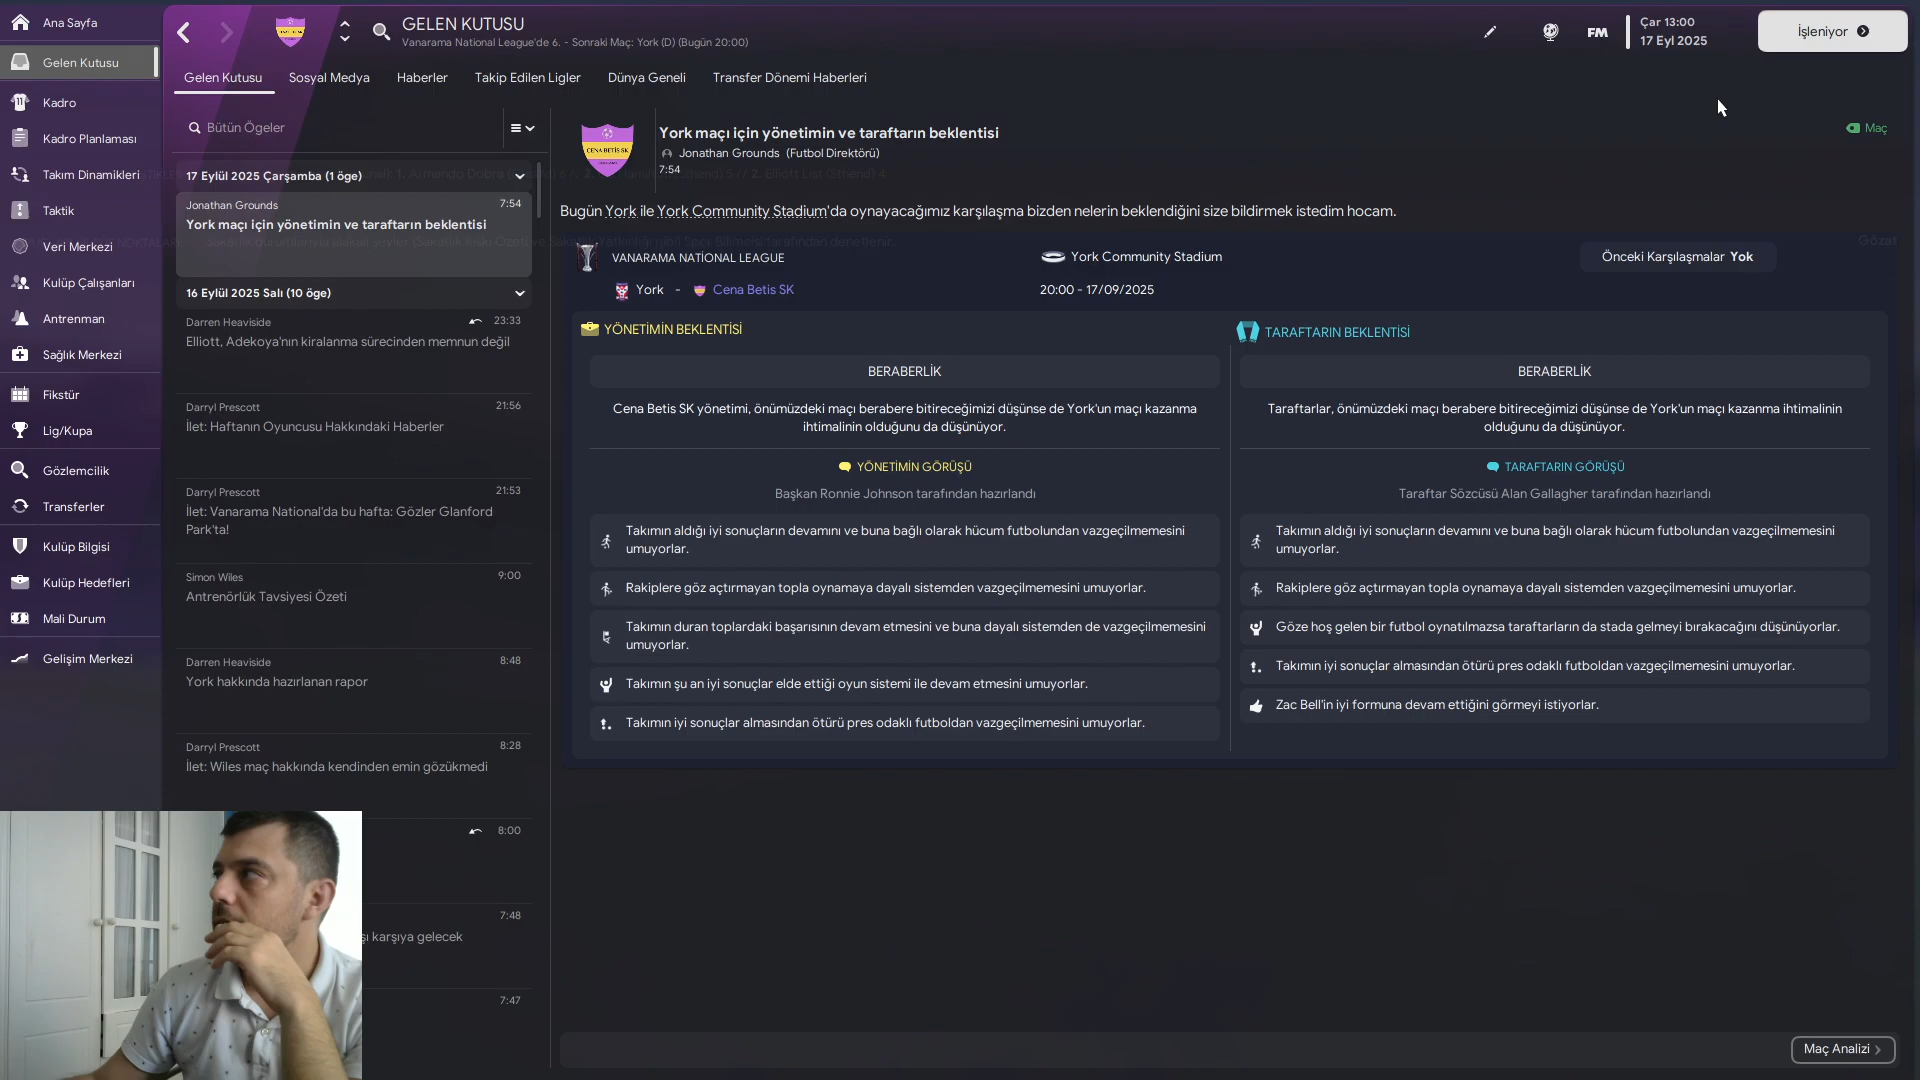 Ana Sayfa
Gelen Kutusu
Kadro
Kadro Planlaması
Takım Dinamikleri
Taktik
Veri Merkezi
Kulüp Çalışanları
Antrenman
Sağlık Merkezi
Fikstür
Lig/Kupa
Gözlemcilik
Transferler
Kulüp Bilgisi
Kulüp Hedefleri
Mali Durum
Gelişim Merkezi
GELEN KUTUSU
Vanarama National League'de 6. - Sonraki Maç: York (D) (Bugün 20:00)
FM
Çar 13:00
17 Eyl 2025
İşleniyor
Gelen Kutusu
Sosyal Medya
Haberler
Takip Edilen Ligler
Dünya Geneli
Transfer Dönemi Haberleri
Bütün Ögeler
17 Eylül 2025 Çarşamba (1 öge)
Jonathan Grounds 7:54
York maçı için yönetimin ve taraftarın beklentisi
16 Eylül 2025 Salı (10 öge)
Darren Heaviside 23:33
Elliott, Adekoya'nın kiralanma sürecinden memnun değil
Darryl Prescott 21:56
İlet: Haftanın Oyuncusu Hakkındaki Haberler
Darryl Prescott 21:53
İlet: Vanarama National'da bu hafta: Gözler Glanford
Park'ta!
Simon Wiles 9:00
Antrenörlük Tavsiyesi Özeti
Darren Heaviside 8:48
York hakkında hazırlanan rapor
Darryl Prescott 8:28
İlet: Wiles maç hakkında kendinden emin gözükmedi
8:00
7:48
karşıya gelecek
7:47
CENA BETİS SK
York maçı için yönetimin ve taraftarın beklentisi
Jonathan Grounds (Futbol Direktörü)
7:54
Maç
Bugün York ile York Community Stadium'da oynayacağımız karşılaşma bizden nelerin beklendiğini size bildirmek istedim hocam.
Gözat
VANARAMA NATIONAL LEAGUE
York Community Stadium
Önceki Karşılaşmalar Yok
York - Cena Betis SK
20:00 - 17/09/2025
YÖNETİMİN BEKLENTİSİ
BERABERLİK
Cena Betis SK yönetimi, önümüzdeki maçı berabere bitireceğimizi düşünse de York'un maçı kazanma
ihtimalinin olduğunu da düşünüyor.
YÖNETİMİN GÖRÜŞÜ
Başkan Ronnie Johnson tarafından hazırlandı
Takımın aldığı iyi sonuçların devamını ve buna bağlı olarak hücum futbolundan vazgeçilmemesini
umuyorlar.
Rakiplere göz açtırmayan topla oynamaya dayalı sistemden vazgeçilmemesini umuyorlar.
Takımın duran toplardaki başarısının devam etmesini ve buna dayalı sistemden de vazgeçilmemesini
umuyorlar.
Takımın şu an iyi sonuçlar elde ettiği oyun sistemi ile devam etmesini umuyorlar.
Takımın iyi sonuçlar almasından ötürü pres odaklı futboldan vazgeçilmemesini umuyorlar.
TARAFTARIN BEKLENTİSİ
BERABERLİK
Taraftarlar, önümüzdeki maçı berabere bitireceğimizi düşünse de York'un maçı kazanma ihtimalinin
olduğunu da düşünüyor.
TARAFTARIN GÖRÜŞÜ
Taraftar Sözcüsü Alan Gallagher tarafından hazırlandı
Takımın aldığı iyi sonuçların devamını ve buna bağlı olarak hücum futbolundan vazgeçilmemesini
umuyorlar.
Rakiplere göz açtırmayan topla oynamaya dayalı sistemden vazgeçilmemesini umuyorlar.
Göze hoş gelen bir futbol oynatılmazsa taraftarların da stada gelmeyi bırakacağını düşünüyorlar.
Takımın iyi sonuçlar almasından ötürü pres odaklı futboldan vazgeçilmemesini umuyorlar.
Zac Bell'in iyi formuna devam ettiğini görmeyi istiyorlar.
Maç Analizi